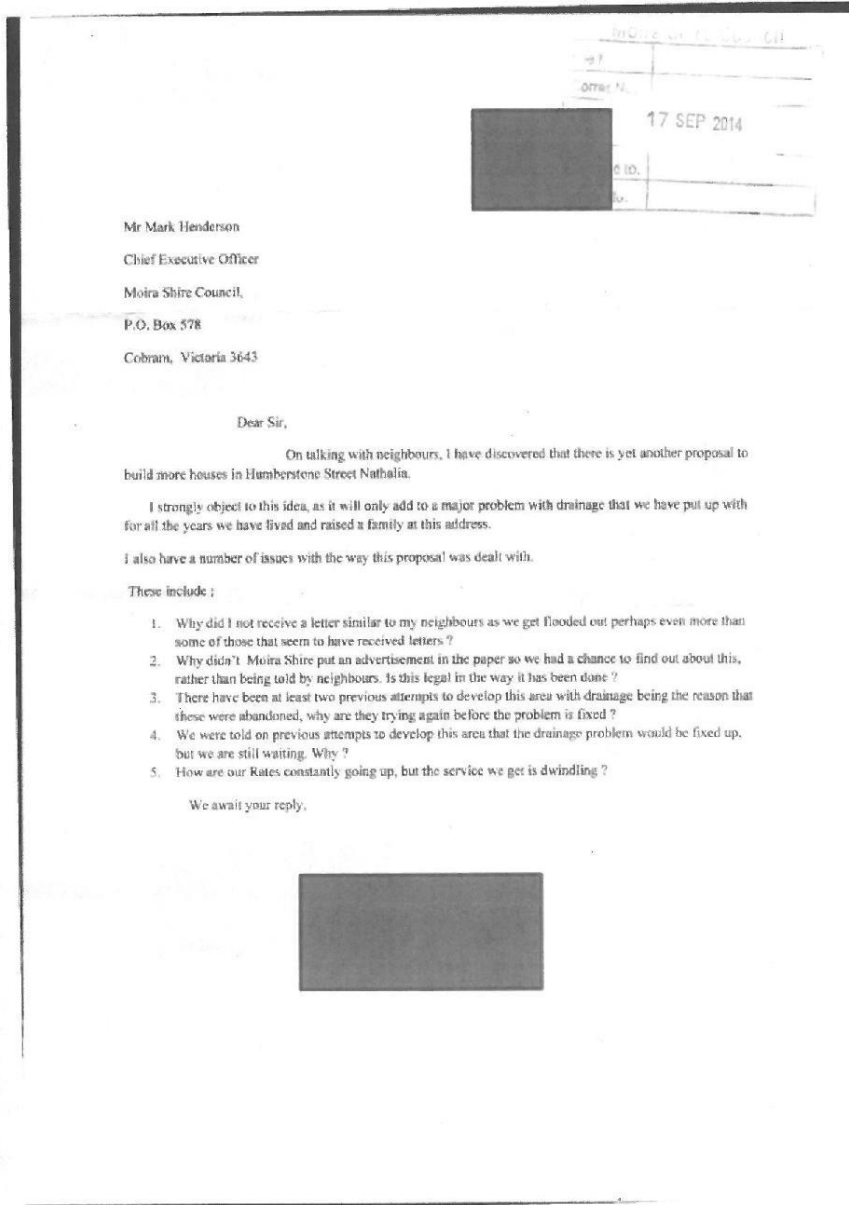 MOIRA SHIRE COUNCIL
17 SEP 2014
ID.
Mr Mark Henderson
Chief Executive Officer
Moira Shire Council,
P.O. Box 578
Cobram, Victoria 3643
Dear Sir,
On talking with neighbours, I have discovered that there is yet another proposal to
build more houses in Humberstone Street Nathalia.
I strongly object to this idea, as it will only add to a major problem with drainage that we have put up with
for all the years we have lived and raised a family at this address.
I also have a number of issues with the way this proposal was dealt with.
These include ;
1. Why did I not receive a letter similar to my neighbours as we get flooded out perhaps even more than
some of those that seem to have received letters ?
2. Why didn't Moira Shire put an advertisement in the paper so we had a chance to find out about this,
rather than being told by neighbours. Is this legal in the way it has been done ?
3. There have been at least two previous attempts to develop this area with drainage being the reason that
these were abandoned, why are they trying again before the problem is fixed ?
4. We were told on previous attempts to develop this area that the drainage problem would be fixed up,
but we are still waiting. Why ?
5. How are our Rates constantly going up, but the service we get is dwindling ?
We await your reply.